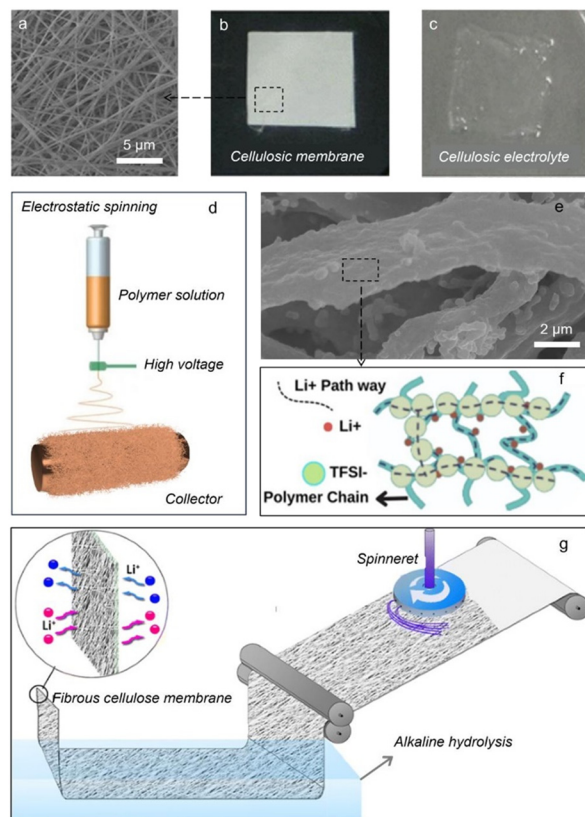 a
5 µm
b
Cellulosic membrane
c
Cellulosic electrolyte
d
Electrostatic spinning
Polymer solution
High voltage
Collector
e
2 µm
f
Li+ Path way
Li+
TFSI-
Polymer Chain
g
Spinneret
Li+
Li+
Fibrous cellulose membrane
Alkaline hydrolysis